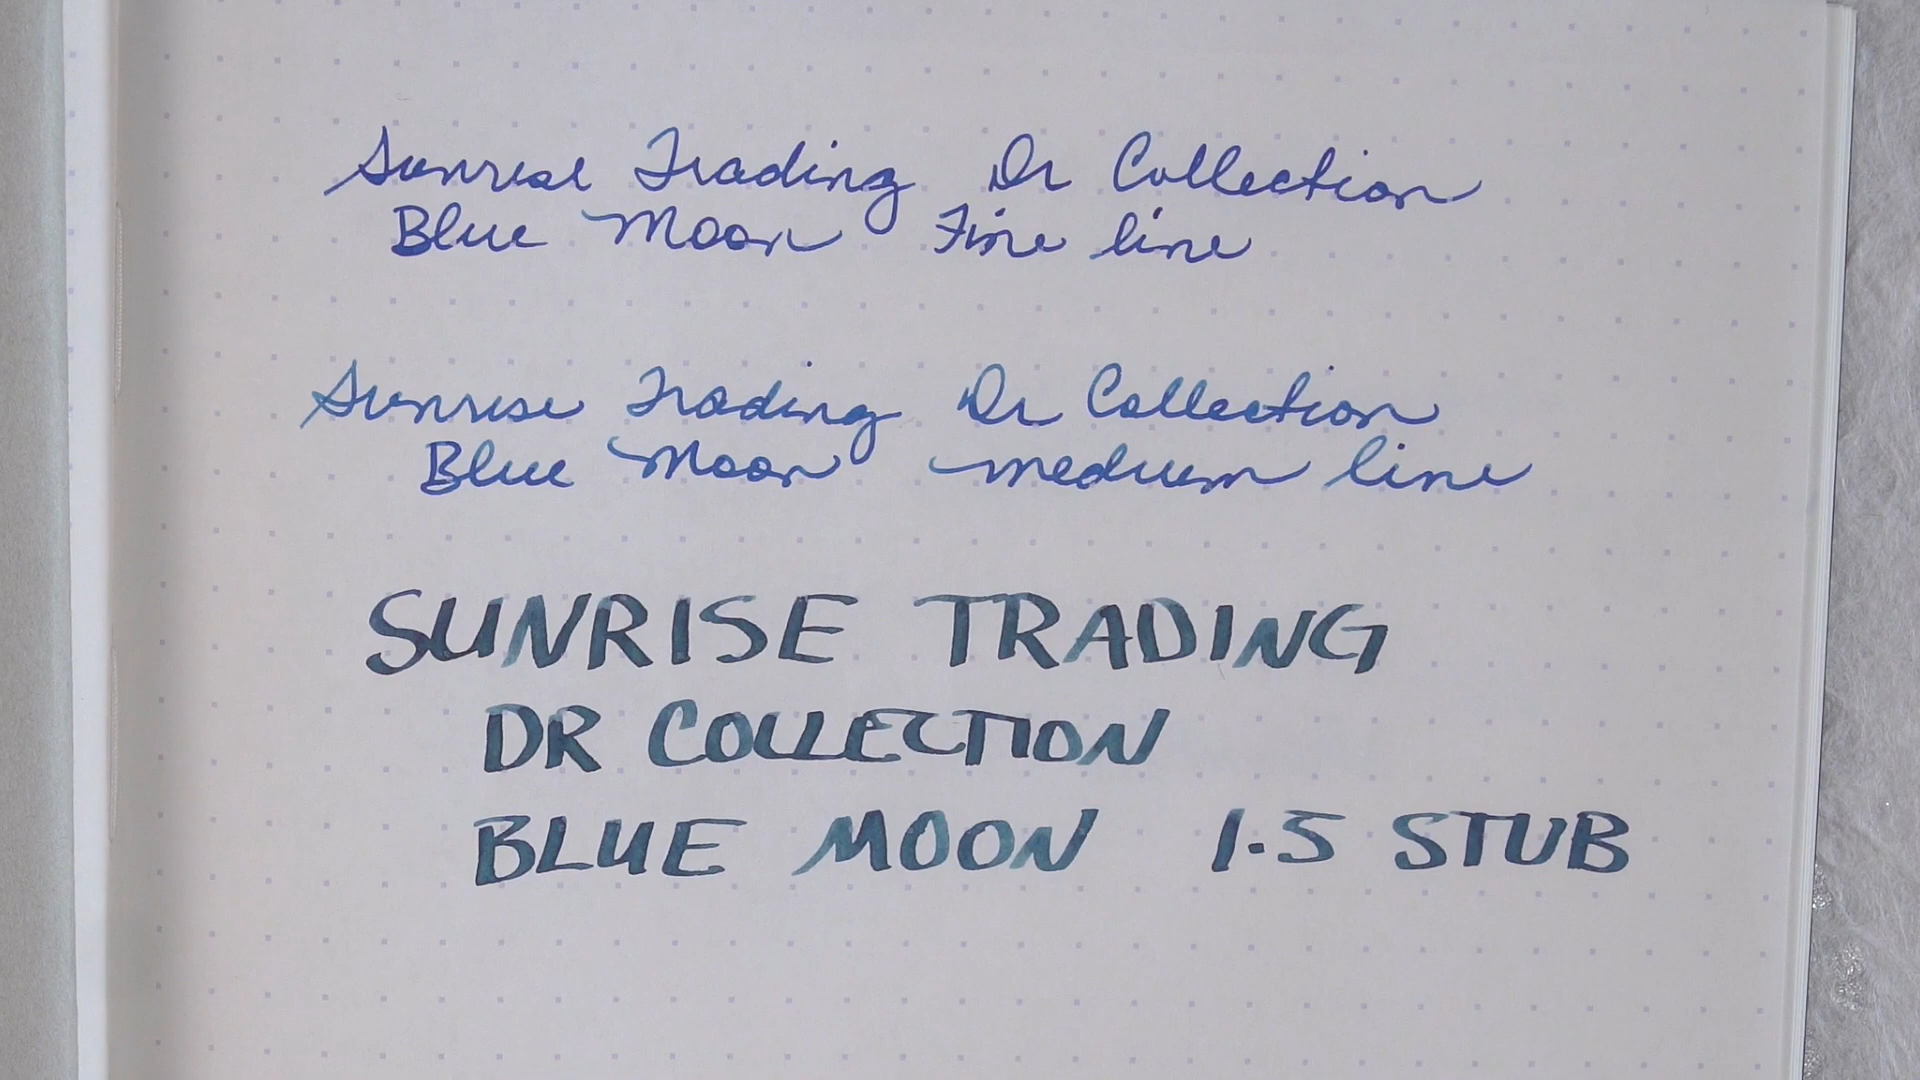 Sunrise Trading Dr Collection
Blue Moon Fine line
Sunrise Trading Dr Collection
Blue Moon medium line
SUNRISE TRADING
DR COLLECTION
BLUE MOON 1.5 STUB